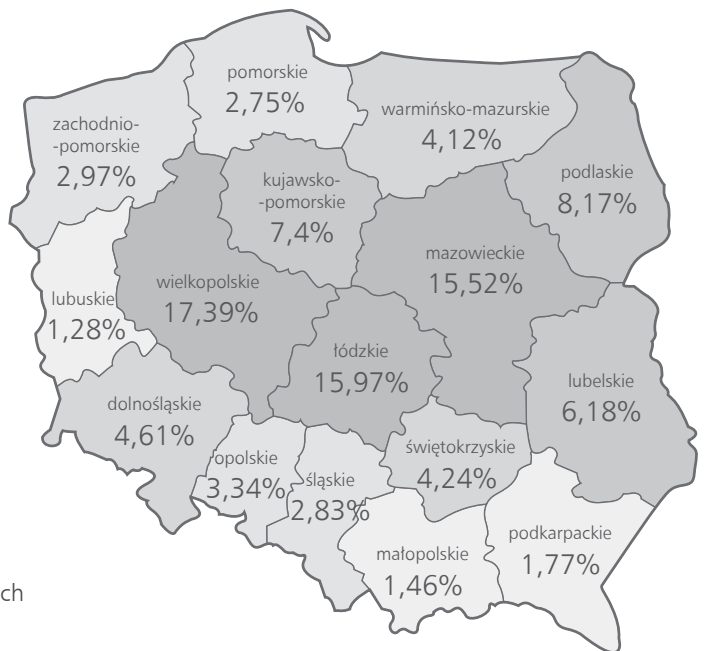 pomorskie
2,75%
warmińsko-mazurskie
4,12%
zachodnio-
-pomorskie
2,97%
podlaskie
8,17%
kujawsko-
-pomorskie
7,4%
mazowieckie
15,52%
wielkopolskie
17,39%
lubuskie
1,28%
łódzkie
15,97%
lubelskie
6,18%
dolnośląskie
4,61%
świętokrzyskie
4,24%
opolskie
3,34%
śląskie
2,83%
podkarpackie
1,77%
małopolskie
1,46%
ch